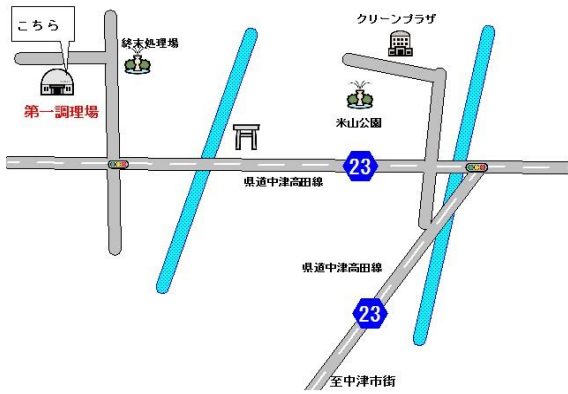 こちら
終末処理場
第一調理場
クリーンプラザ
米山公園
県道中津高田線
23
県道中津高田線
23
至中津市街